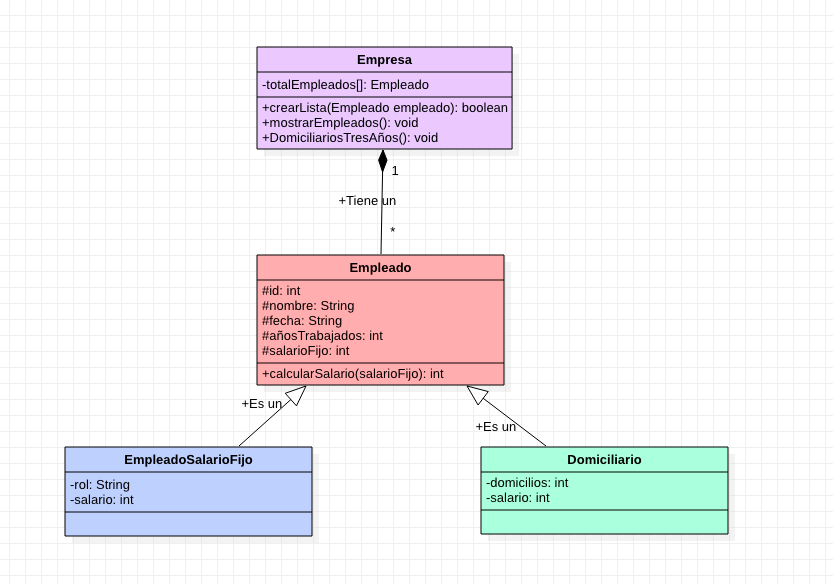 Empresa
-totalEmpleados[]: Empleado
+crearLista(Empleado empleado): boolean
+mostrarEmpleados(): void
+DomiciliariosTresAños(): void
1
+Tiene un
*
Empleado
#id: int
#nombre: String
#fecha: String
#añosTrabajados: int
#salarioFijo: int
+calcularSalario(salarioFijo): int
+Es un
+Es un
EmpleadoSalarioFijo
-rol: String
-salario: int
Domiciliario
-domicilios: int
-salario: int